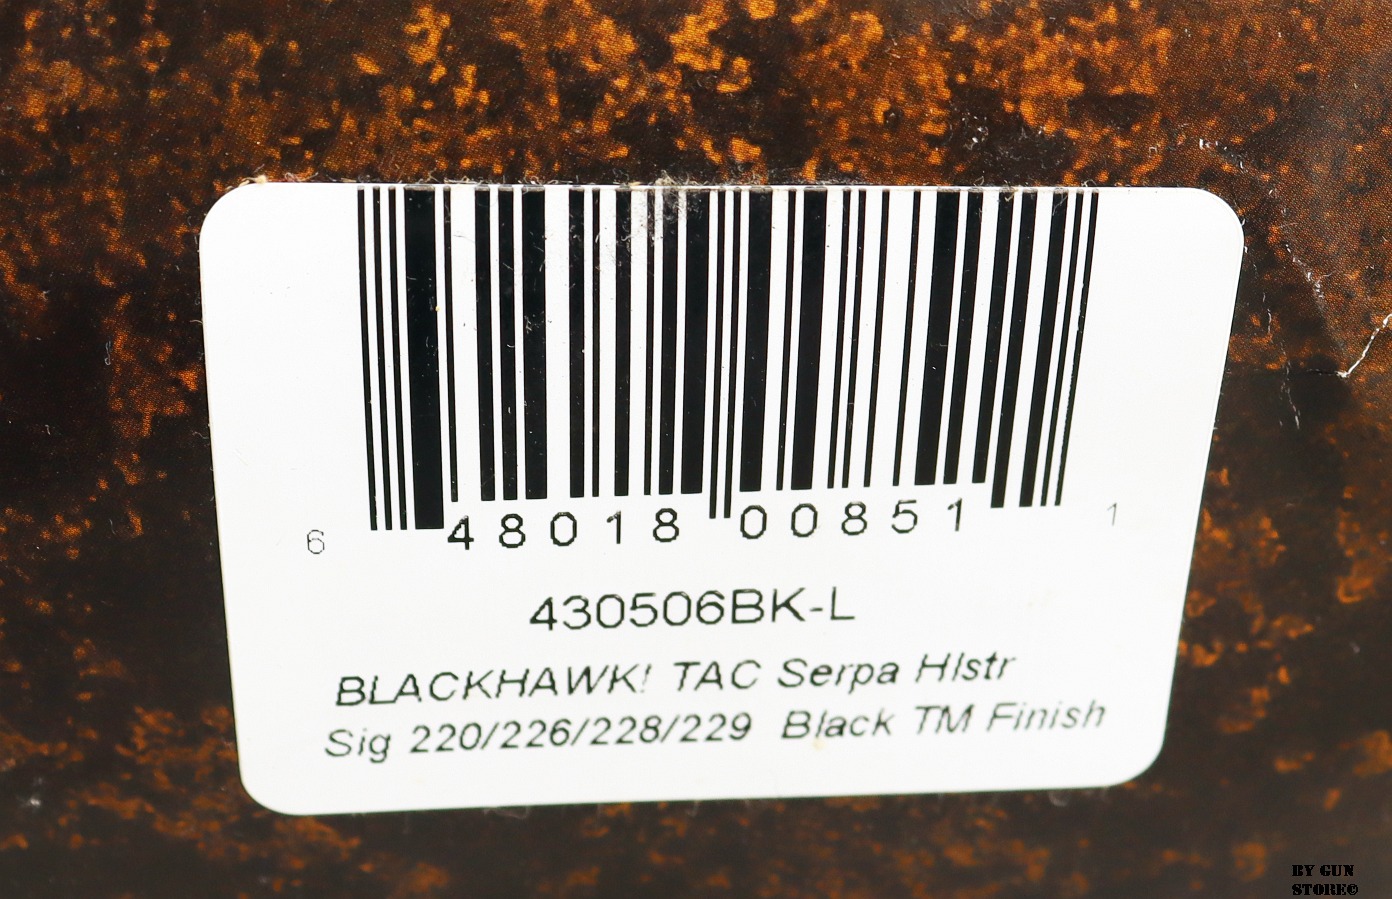 6 48018 00851 1
430506BK-L
BLACKHAWK! TAC Serpa Hlstr
Sig 220/226/228/229 Black TM Finish
BY GUN
STORE©